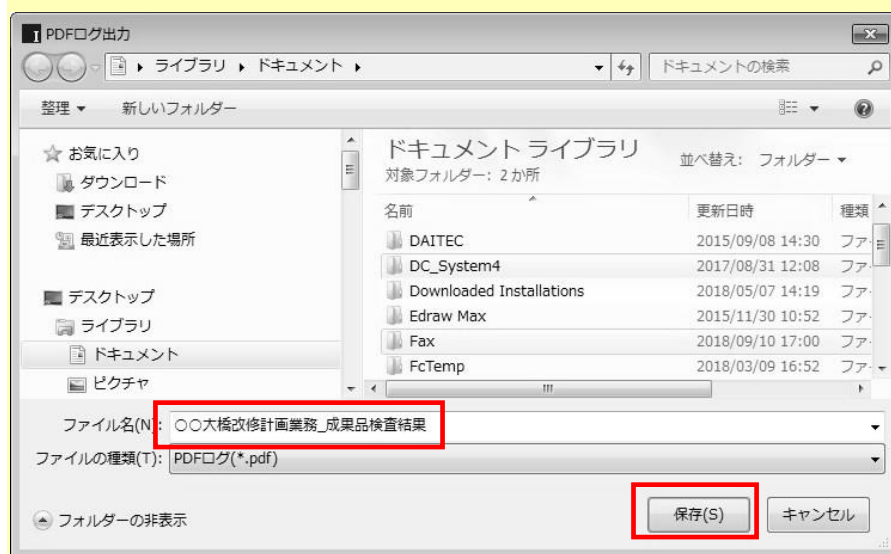 PDFログ出力
ライブラリ ▸ ドキュメント ▸ ドキュメントの検索
整理 ▼ 新しいフォルダー
お気に入り
ダウンロード
デスクトップ
最近表示した場所
デスクトップ
ライブラリ
ドキュメント
ピクチャ
ドキュメント ライブラリ
対象フォルダー: 2か所
並べ替え: フォルダー ▼
名前 更新日時 種類
DAITEC 2015/09/08 14:30 ファ
DC_System4 2017/08/31 12:08 ファ
Downloaded Installations 2018/05/07 14:19 ファ
Edraw Max 2015/11/30 10:52 ファ
Fax 2018/09/10 17:00 ファ
FcTemp 2018/03/09 16:52 ファ
ファイル名(N): 〇〇大橋改修計画業務_成果品検査結果
ファイルの種類(T): PDFログ(*.pdf)
フォルダーの非表示
保存(S) キャンセル